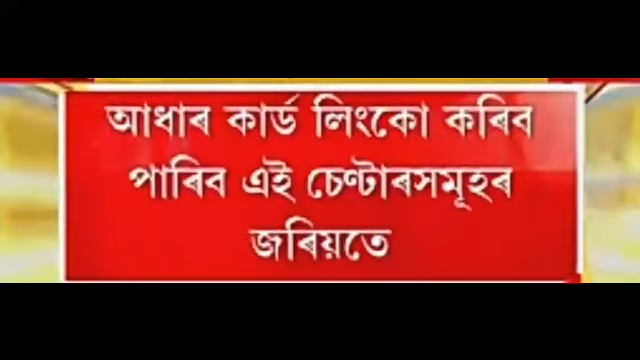 আধাৰ কাৰ্ড লিংকো কৰিব
পাৰিব এই চেণ্টাৰসমূহৰ
জৰিয়তে